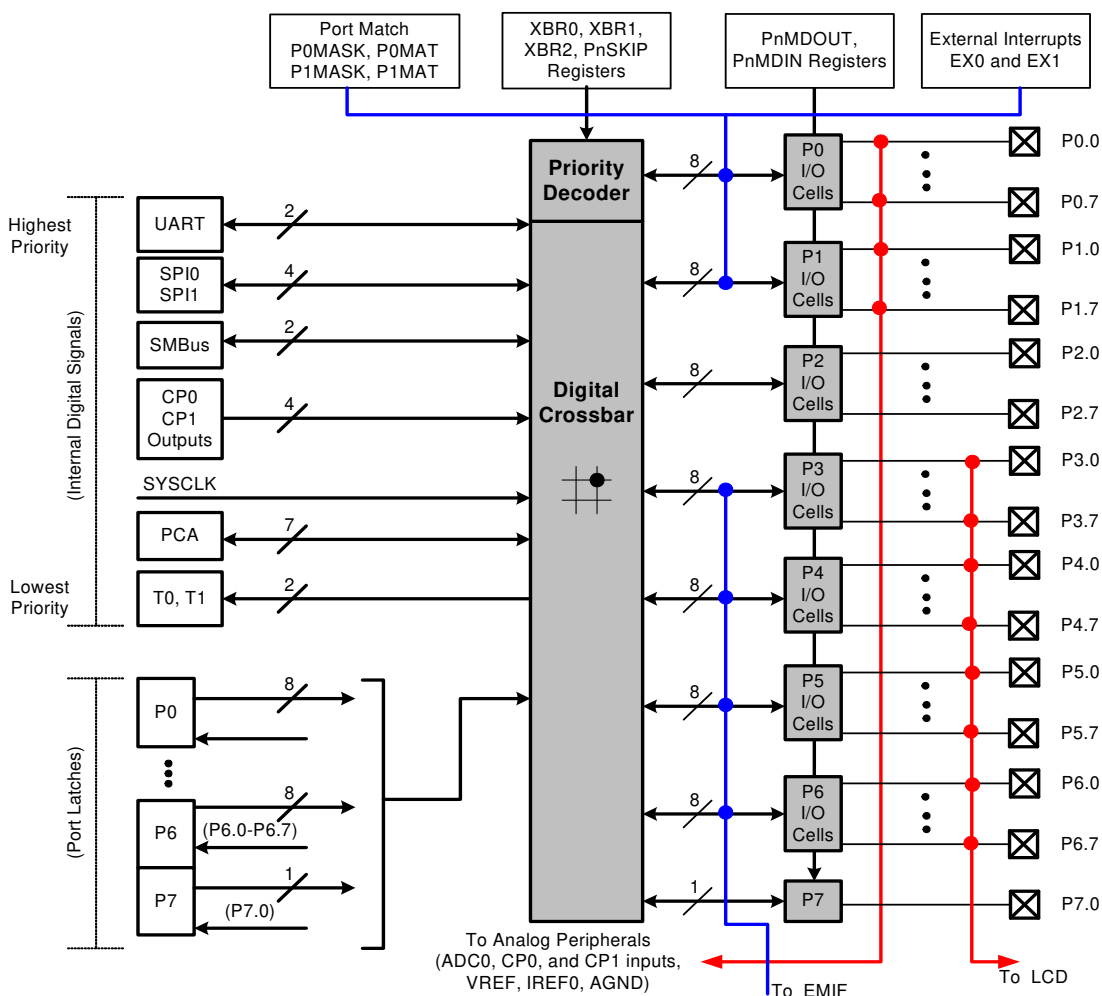 Port Match
P0MASK, P0MAT
P1MASK, P1MAT
XBR0, XBR1,
XBR2, PnSKIP
Registers
PnMDOUT,
PnMDIN Registers
External Interrupts
EX0 and EX1
Highest
Priority
Lowest
Priority
(Internal Digital Signals)
UART
2
SPI0
SPI1
4
SMBus
2
CP0
CP1
Outputs
4
SYSCLK
PCA
7
T0, T1
2
(Port Latches)
P0
8
P6
8
(P6.0-P6.7)
P7
1
(P7.0)
Priority
Decoder
Digital
Crossbar
8
P0
I/O
Cells
P0.0
P0.7
8
P1
I/O
Cells
P1.0
P1.7
8
P2
I/O
Cells
P2.0
P2.7
8
P3
I/O
Cells
P3.0
P3.7
8
P4
I/O
Cells
P4.0
P4.7
8
P5
I/O
Cells
P5.0
P5.7
8
P6
I/O
Cells
P6.0
P6.7
1
P7
P7.0
To Analog Peripherals
(ADC0, CP0, and CP1 inputs,
VREF, IREF0, AGND)
To EMIF
To LCD